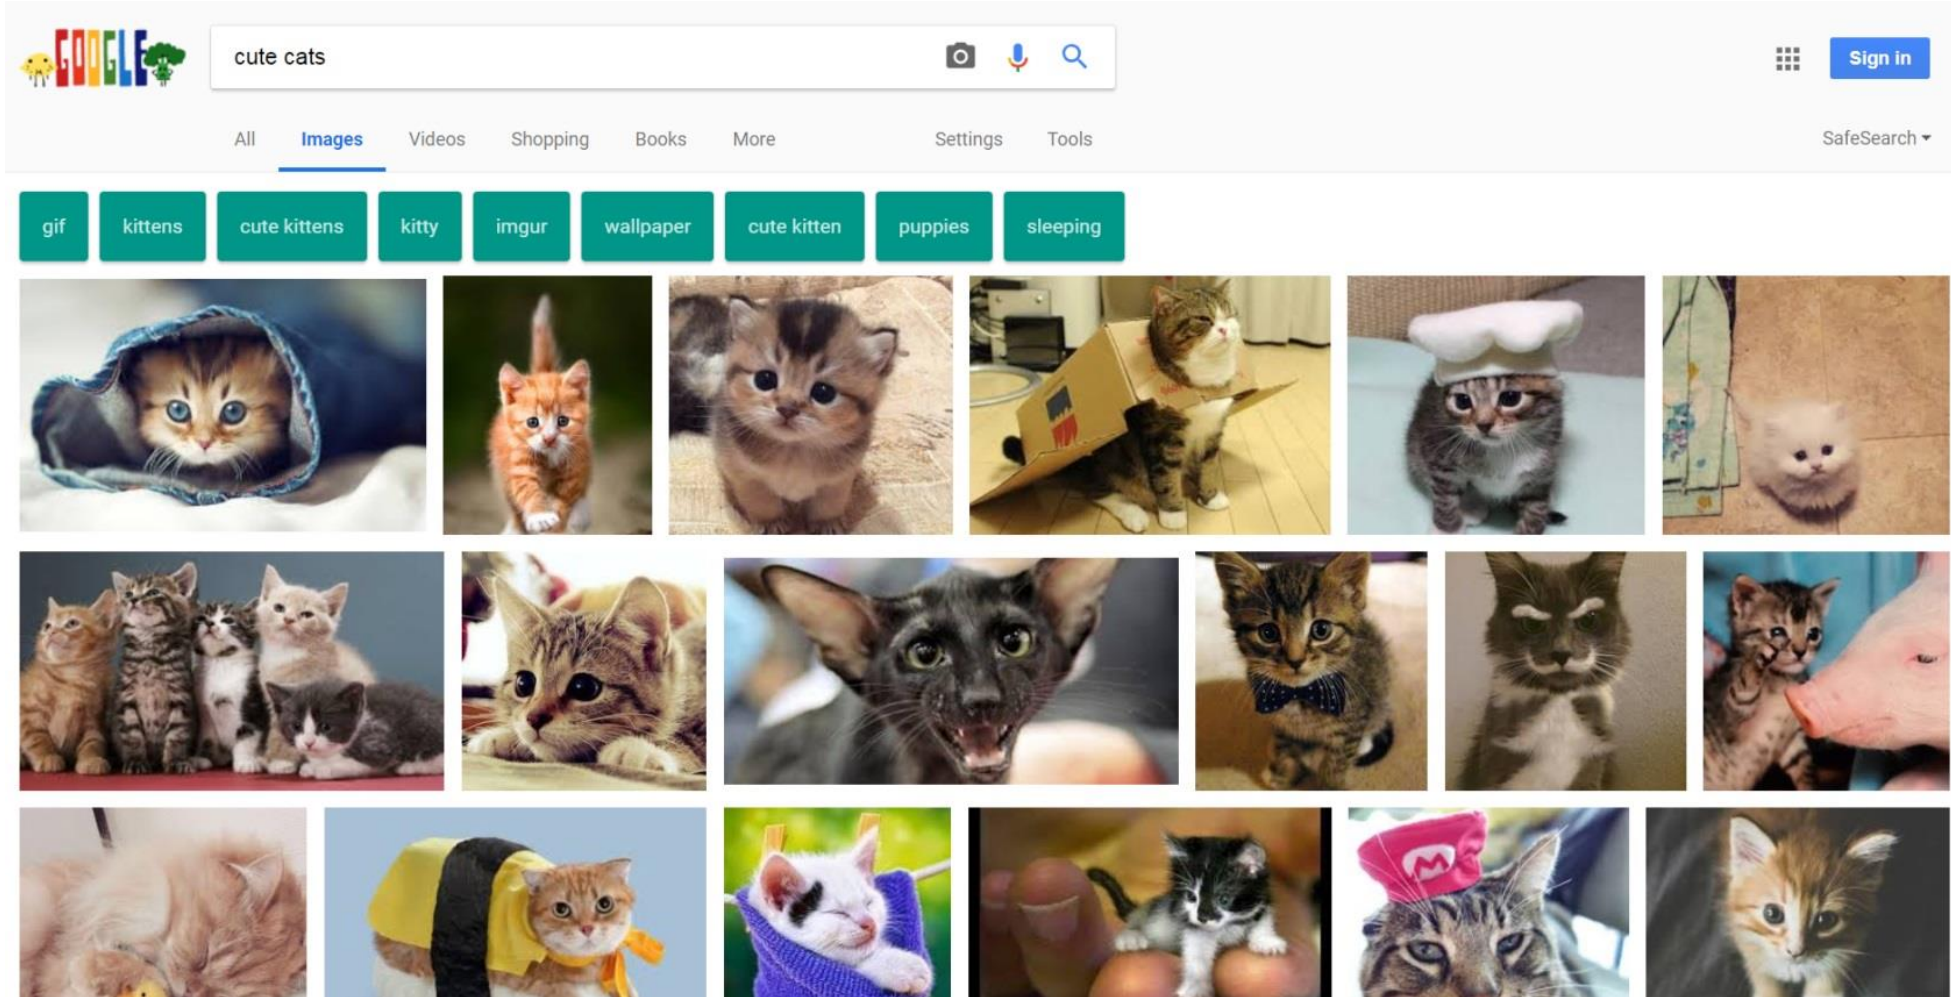 GOOGLE
cute cats
Sign in
All Images Videos Shopping Books More Settings Tools
SafeSearch
gif kittens cute kittens kitty imgur wallpaper cute kitten puppies sleeping
M